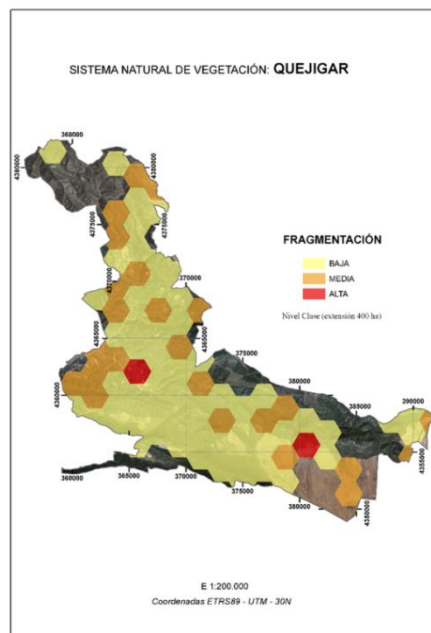 SISTEMA NATURAL DE VEGETACIÓN: QUEJIGAR
360000
4380000
4380000
4375000
4375000
4370000
370000
4365000
4365000
375000
4360000
380000
385000
390000
4355000
360000
365000
370000
375000
380000
4350000
FRAGMENTACIÓN
BAJA
MEDIA
ALTA
Nivel Clase (extensión 400 ha)
E 1:200.000
Coordenadas ETRS89 - UTM - 30N